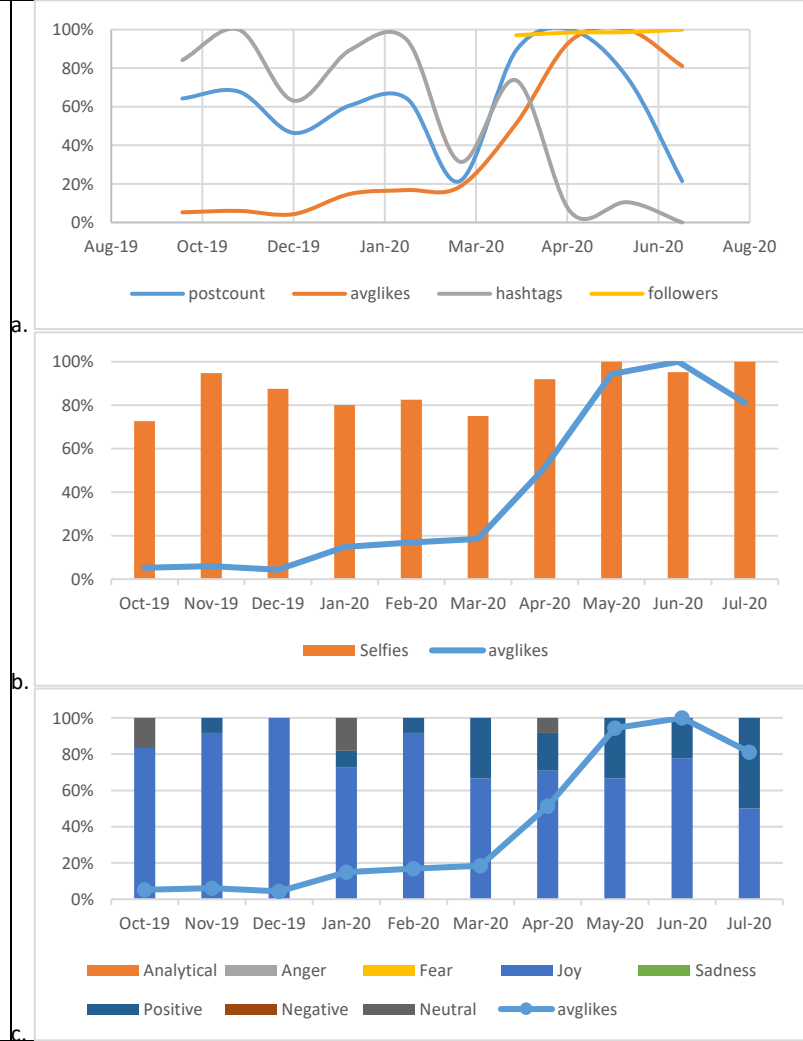 100%
80%
60%
40%
20%
0%
Aug-19 Oct-19 Dec-19 Jan-20 Mar-20 Apr-20 Jun-20 Aug-20
postcount avglikes hashtags followers
a.
100%
80%
60%
40%
20%
0%
Oct-19 Nov-19 Dec-19 Jan-20 Feb-20 Mar-20 Apr-20 May-20 Jun-20 Jul-20
Selfies avglikes
b.
100%
80%
60%
40%
20%
0%
Oct-19 Nov-19 Dec-19 Jan-20 Feb-20 Mar-20 Apr-20 May-20 Jun-20 Jul-20
Analytical Anger Fear Joy Sadness
Positive Negative Neutral avglikes
c.